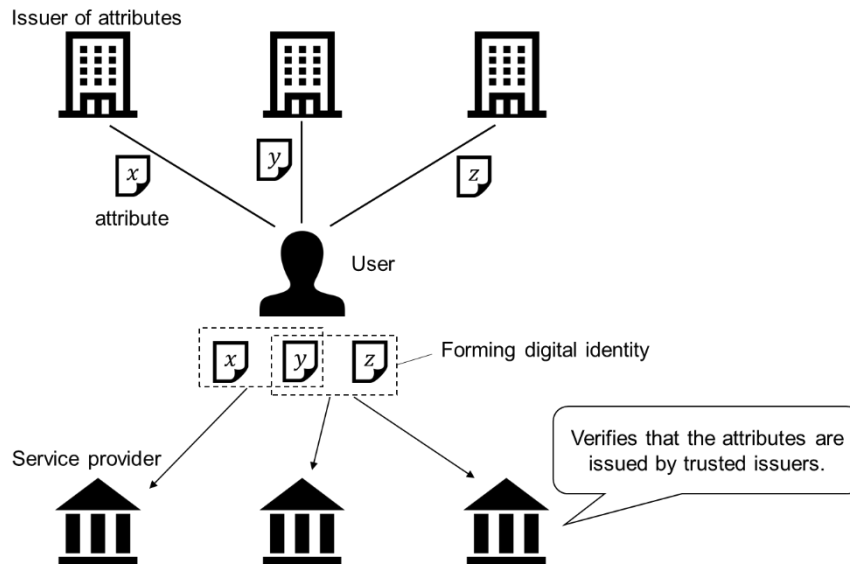 Issuer of attributes
x
y
z
attribute
User
x
y
z
Forming digital identity
Service provider
Verifies that the attributes are
issued by trusted issuers.